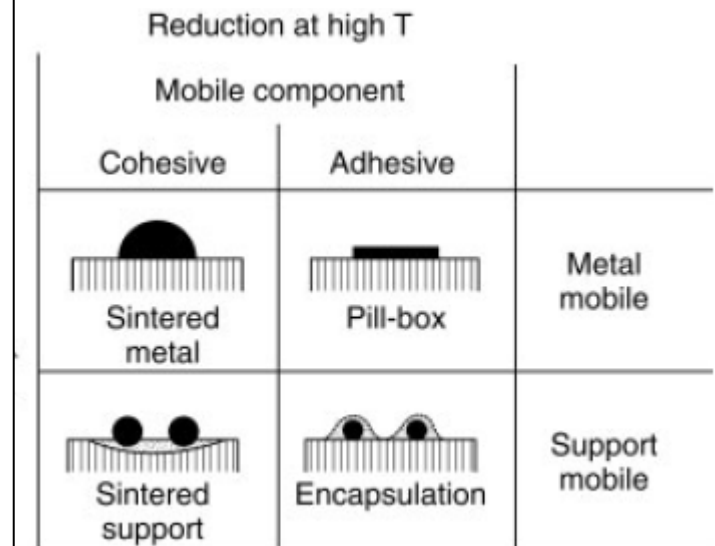 Reduction at high T
Mobile component
Cohesive
Adhesive
Sintered
metal
Pill-box
Metal
mobile
Sintered
support
Encapsulation
Support
mobile